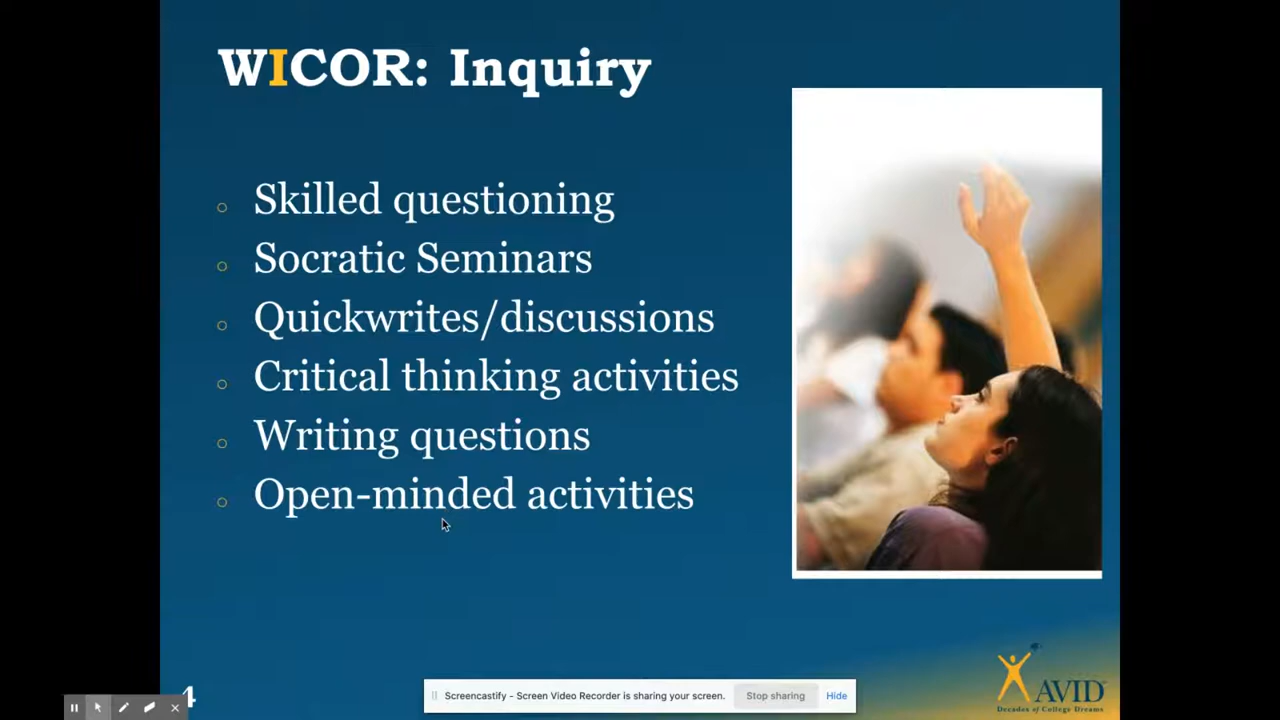 WICOR: Inquiry
Skilled questioning
Socratic Seminars
Quickwrites/discussions
Critical thinking activities
Writing questions
Open-minded activities
AVID
Decades of College Dreams
4
Screencastify - Screen Video Recorder is sharing your screen. Stop sharing Hide